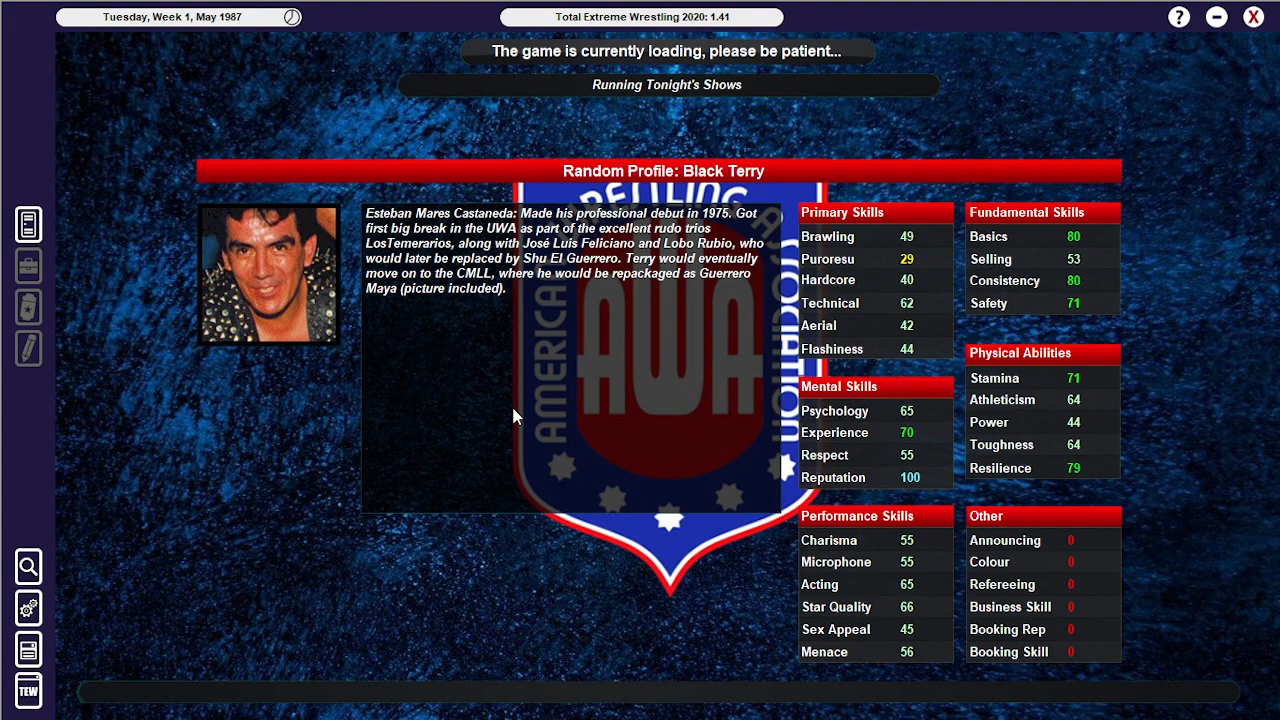 Tuesday, Week 1, May 1987
Total Extreme Wrestling 2020: 1.41
?
X
The game is currently loading, please be patient...
Running Tonight's Shows
Random Profile: Black Terry
Esteban Mares Castaneda: Made his professional debut in 1975. Got
first big break in the UWA as part of the excellent rudo trios
LosTemerarios, along with José Luis Feliciano and Lobo Rubio, who
would later be replaced by Shu El Guerrero. Terry would eventually
move on to the CMLL, where he would be repackaged as Guerrero
Maya (picture included).
AMERICAN WRESTLING ASSOCIATION
AWA
Primary Skills
Brawling 49
Puroresu 29
Hardcore 40
Technical 62
Aerial 42
Flashiness 44
Mental Skills
Psychology 65
Experience 70
Respect 55
Reputation 100
Performance Skills
Charisma 55
Microphone 55
Acting 65
Star Quality 66
Sex Appeal 45
Menace 56
Fundamental Skills
Basics 80
Selling 53
Consistency 80
Safety 71
Physical Abilities
Stamina 71
Athleticism 64
Power 44
Toughness 64
Resilience 79
Other
Announcing 0
Colour 0
Refereeing 0
Business Skill 0
Booking Rep 0
Booking Skill 0
TEW